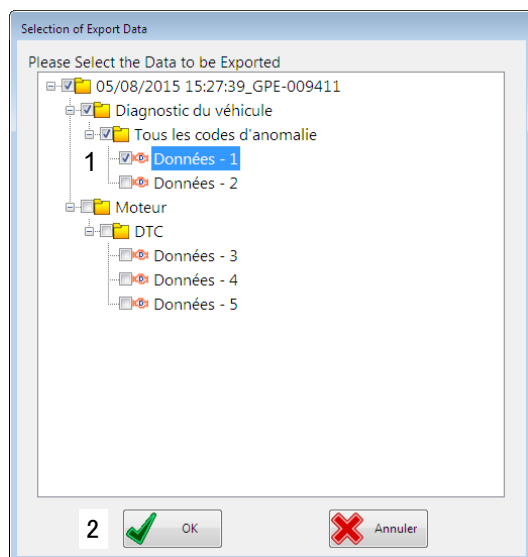 Selection of Export Data
Please Select the Data to be Exported
05/08/2015 15:27:39_GPE-009411
Diagnostic du véhicule
Tous les codes d'anomalie
1 Données - 1
Données - 2
Moteur
DTC
Données - 3
Données - 4
Données - 5
2 OK Annuler